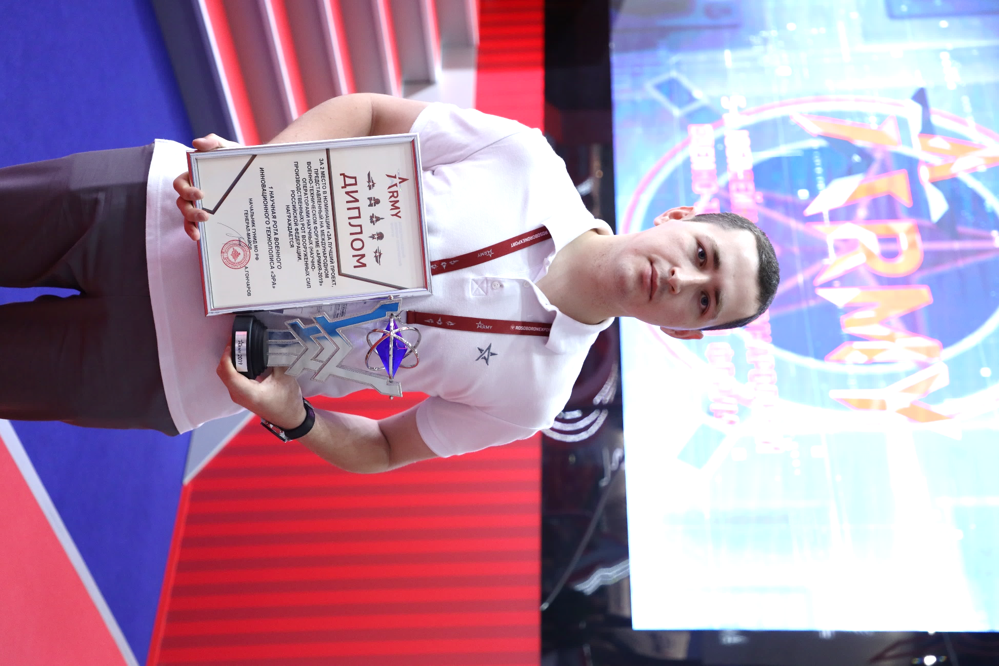 ARMY
ARMY
ДИПЛОМ
ЗА 2 МЕСТО В НОМИНАЦИИ «ЗА ЛУЧШИЙ ПРОЕКТ,
ПРЕДСТАВЛЕННЫЙ НА МЕЖДУНАРОДНОМ
ВОЕННО-ТЕХНИЧЕСКОМ ФОРУМЕ «АРМИЯ-2019»
ОПЕРАТОРАМИ НАУЧНЫХ (НАУЧНО-
ПРОИЗВОДСТВЕННЫХ) РОТ ВООРУЖЕННЫХ СИЛ
РОССИЙСКОЙ ФЕДЕРАЦИИ,
НАГРАЖДАЕТСЯ
1 НАУЧНАЯ РОТА ВОЕННОГО
ИННОВАЦИОННОГО ТЕХНОПОЛИСА «ЭРА»
НАЧАЛЬНИК ГУНИД МО РФ
ГЕНЕРАЛ-МАЙОР
А.ГОНЧАРОВ
ROSOBORONEXPORT
ARMY
ROSOBORONEXPO
ARMY
ARMY 2019